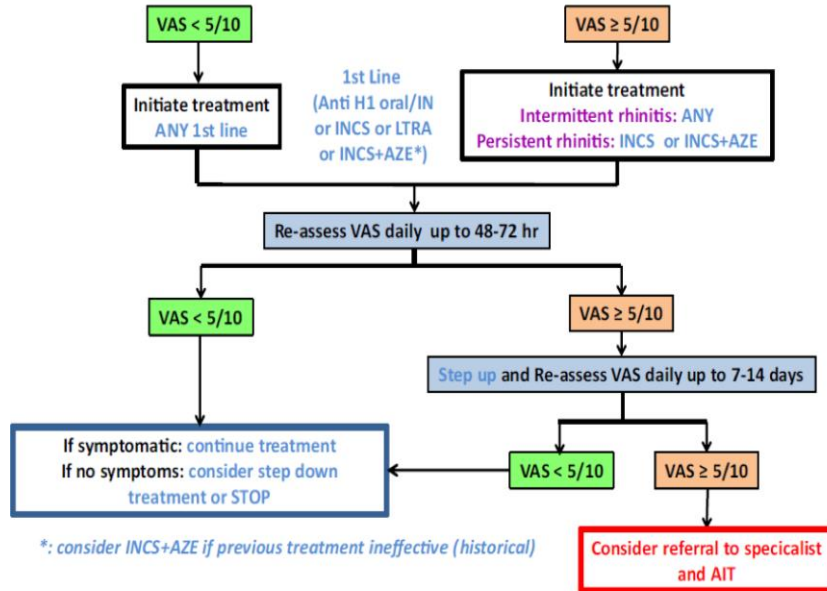 VAS < 5/10
VAS ≥ 5/10
Initiate treatment
ANY 1st line
1st Line
(Anti H1 oral/IN
or INCS or LTRA
or INCS+AZE*)
Initiate treatment
Intermittent rhinitis: ANY
Persistent rhinitis: INCS or INCS+AZE
Re-assess VAS daily up to 48-72 hr
VAS < 5/10
VAS ≥ 5/10
Step up and Re-assess VAS daily up to 7-14 days
If symptomatic: continue treatment
If no symptoms: consider step down
treatment or STOP
VAS < 5/10
VAS ≥ 5/10
*: consider INCS+AZE if previous treatment ineffective (historical)
Consider referral to specicalist
and AIT